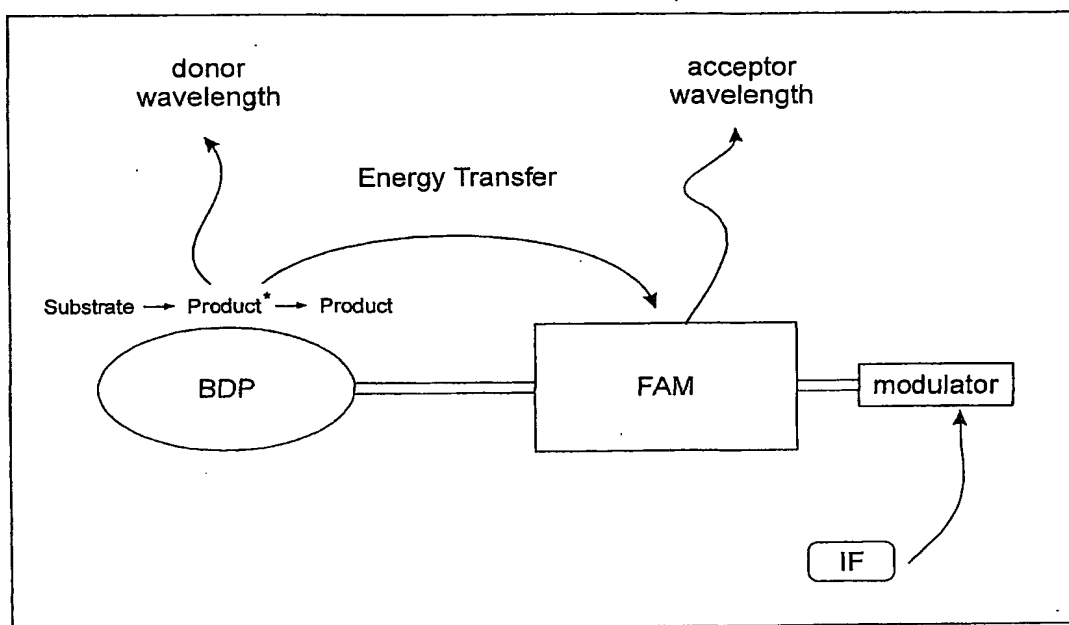 donor
wavelength
acceptor
wavelength
Energy Transfer
Substrate → Product* → Product
BDP
FAM
modulator
IF